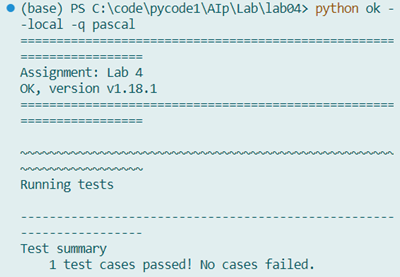 (base) PS C:\code\pycode1\AIp\Lab\lab04> python ok -
-local -q pascal
====================================================
=================
Assignment: Lab 4
OK, version v1.18.1
====================================================
=================
~~~~~~~~~~~~~~~~~~~~~~~~~~~~~~~~~~~~~~~~~~~~~~~~~~~~
~~~~~~~~~~~~~~~~~
Running tests
----------------------------------------------------
-----------------
Test summary
    1 test cases passed! No cases failed.